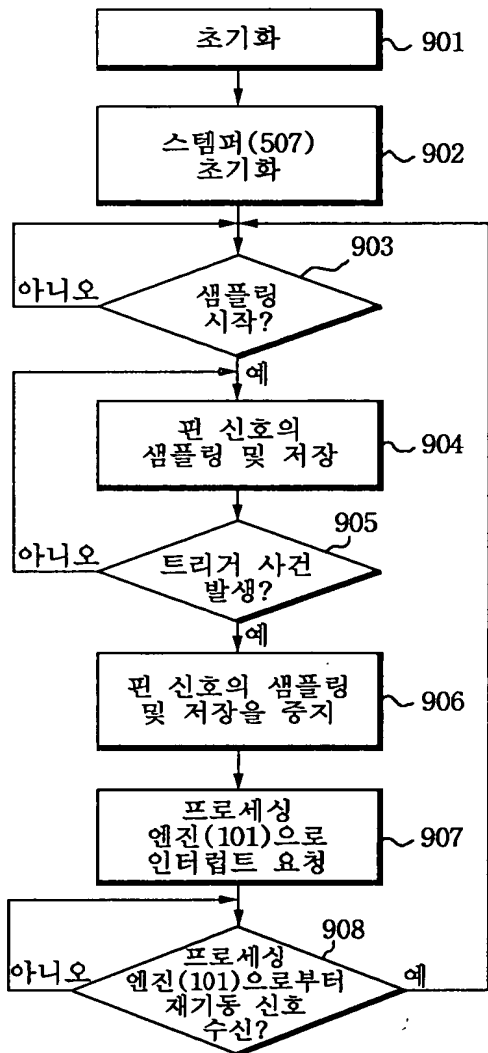 초기화
901
스템퍼(507)
초기화
902
903
아니오
샘플링
시작?
예
핀 신호의
샘플링 및 저장
904
905
아니오
트리거 사건
발생?
예
핀 신호의 샘플링
및 저장을 중지
906
프로세싱
엔진(101)으로
인터럽트 요청
907
908
아니오
프로세싱
엔진(101)으로부터
재기동 신호
수신?
예